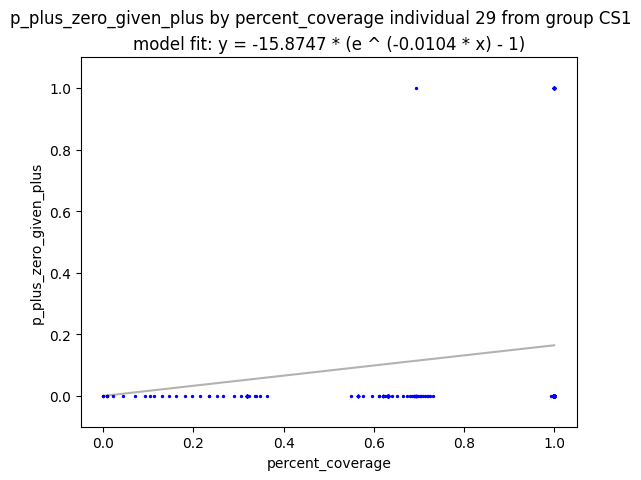 p_plus_zero_given_plus by percent_coverage individual 29 from group CS1
model fit: y = -15.8747 * (e ^ (-0.0104 * x) - 1)
p_plus_zero_given_plus
1.0
0.8
0.6
0.4
0.2
0.0
0.0 0.2 0.4 0.6 0.8 1.0
percent_coverage